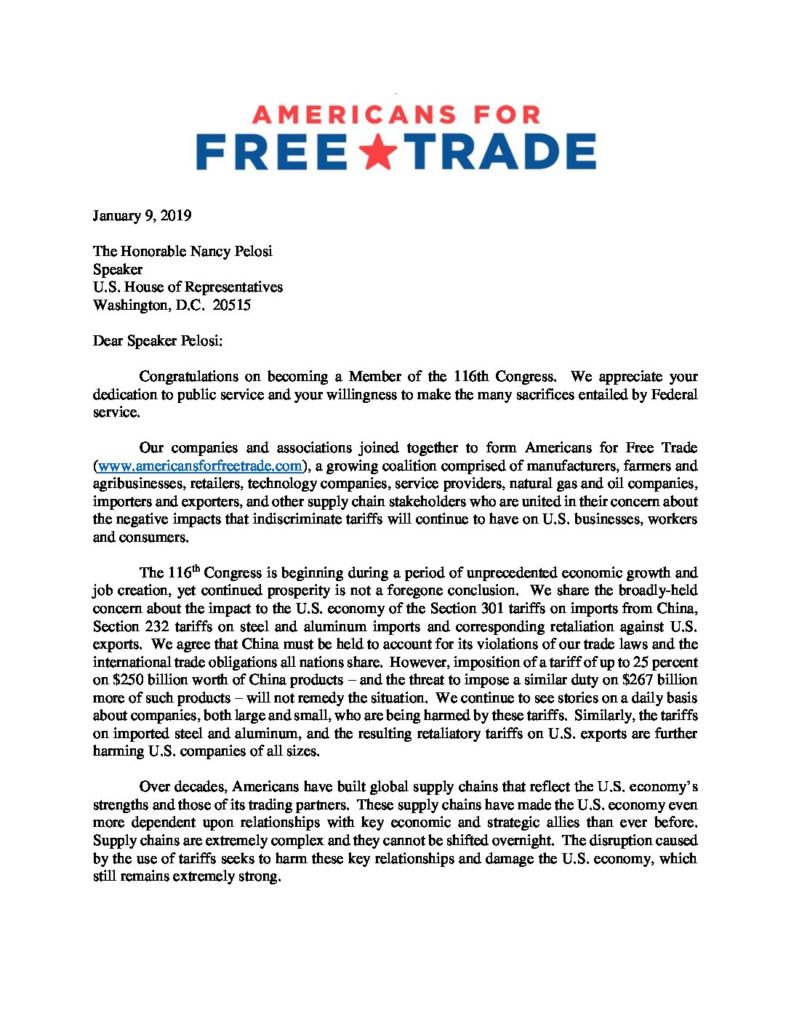 AMERICANS FOR
FREE★TRADE
January 9, 2019
The Honorable Nancy Pelosi
Speaker
U.S. House of Representatives
Washington, D.C. 20515
Dear Speaker Pelosi:
Congratulations on becoming a Member of the 116th Congress. We appreciate your
dedication to public service and your willingness to make the many sacrifices entailed by Federal
service.
Our companies and associations joined together to form Americans for Free Trade
(www.americansforfreetrade.com), a growing coalition comprised of manufacturers, farmers and
agribusinesses, retailers, technology companies, service providers, natural gas and oil companies,
importers and exporters, and other supply chain stakeholders who are united in their concern about
the negative impacts that indiscriminate tariffs will continue to have on U.S. businesses, workers
and consumers.
The 116th Congress is beginning during a period of unprecedented economic growth and
job creation, yet continued prosperity is not a foregone conclusion. We share the broadly-held
concern about the impact to the U.S. economy of the Section 301 tariffs on imports from China,
Section 232 tariffs on steel and aluminum imports and corresponding retaliation against U.S.
exports. We agree that China must be held to account for its violations of our trade laws and the
international trade obligations all nations share. However, imposition of a tariff of up to 25 percent
on $250 billion worth of China products – and the threat to impose a similar duty on $267 billion
more of such products – will not remedy the situation. We continue to see stories on a daily basis
about companies, both large and small, who are being harmed by these tariffs. Similarly, the tariffs
on imported steel and aluminum, and the resulting retaliatory tariffs on U.S. exports are further
harming U.S. companies of all sizes.
Over decades, Americans have built global supply chains that reflect the U.S. economy's
strengths and those of its trading partners. These supply chains have made the U.S. economy even
more dependent upon relationships with key economic and strategic allies than ever before.
Supply chains are extremely complex and they cannot be shifted overnight. The disruption caused
by the use of tariffs seeks to harm these key relationships and damage the U.S. economy, which
still remains extremely strong.